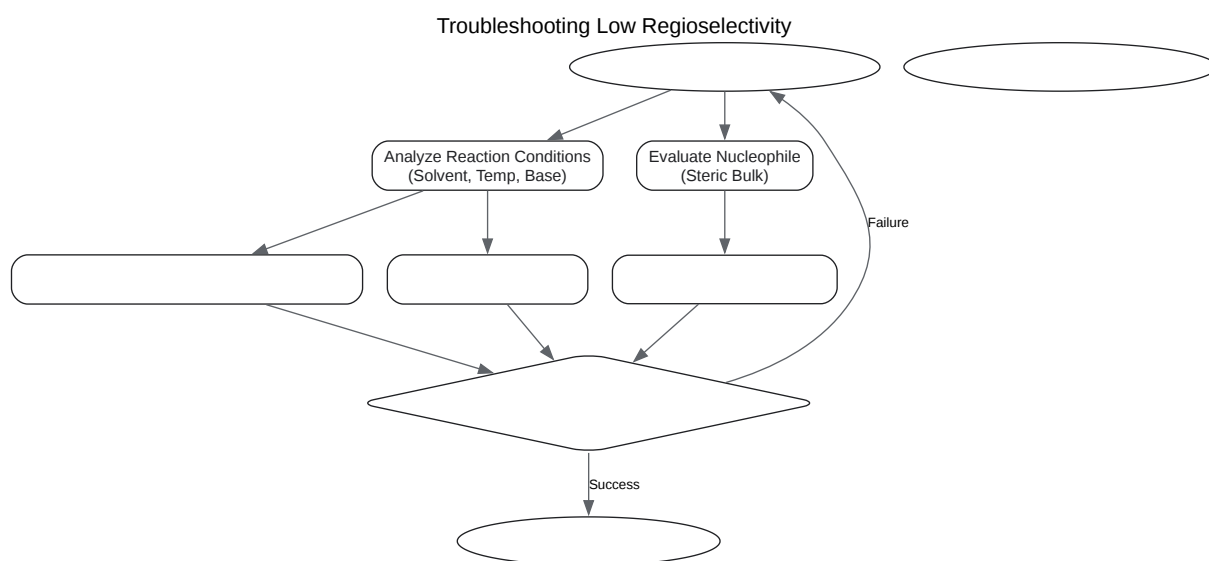 Troubleshooting Low Regioselectivity
Analyze Reaction Conditions
(Solvent, Temp, Base)
Evaluate Nucleophile
(Steric Bulk)
Failure
Success